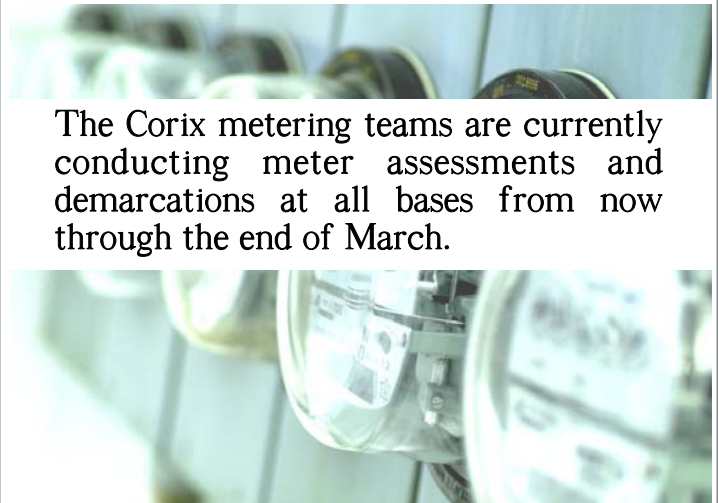 The Corix metering teams are currently
conducting meter assessments and
demarcations at all bases from now
through the end of March.